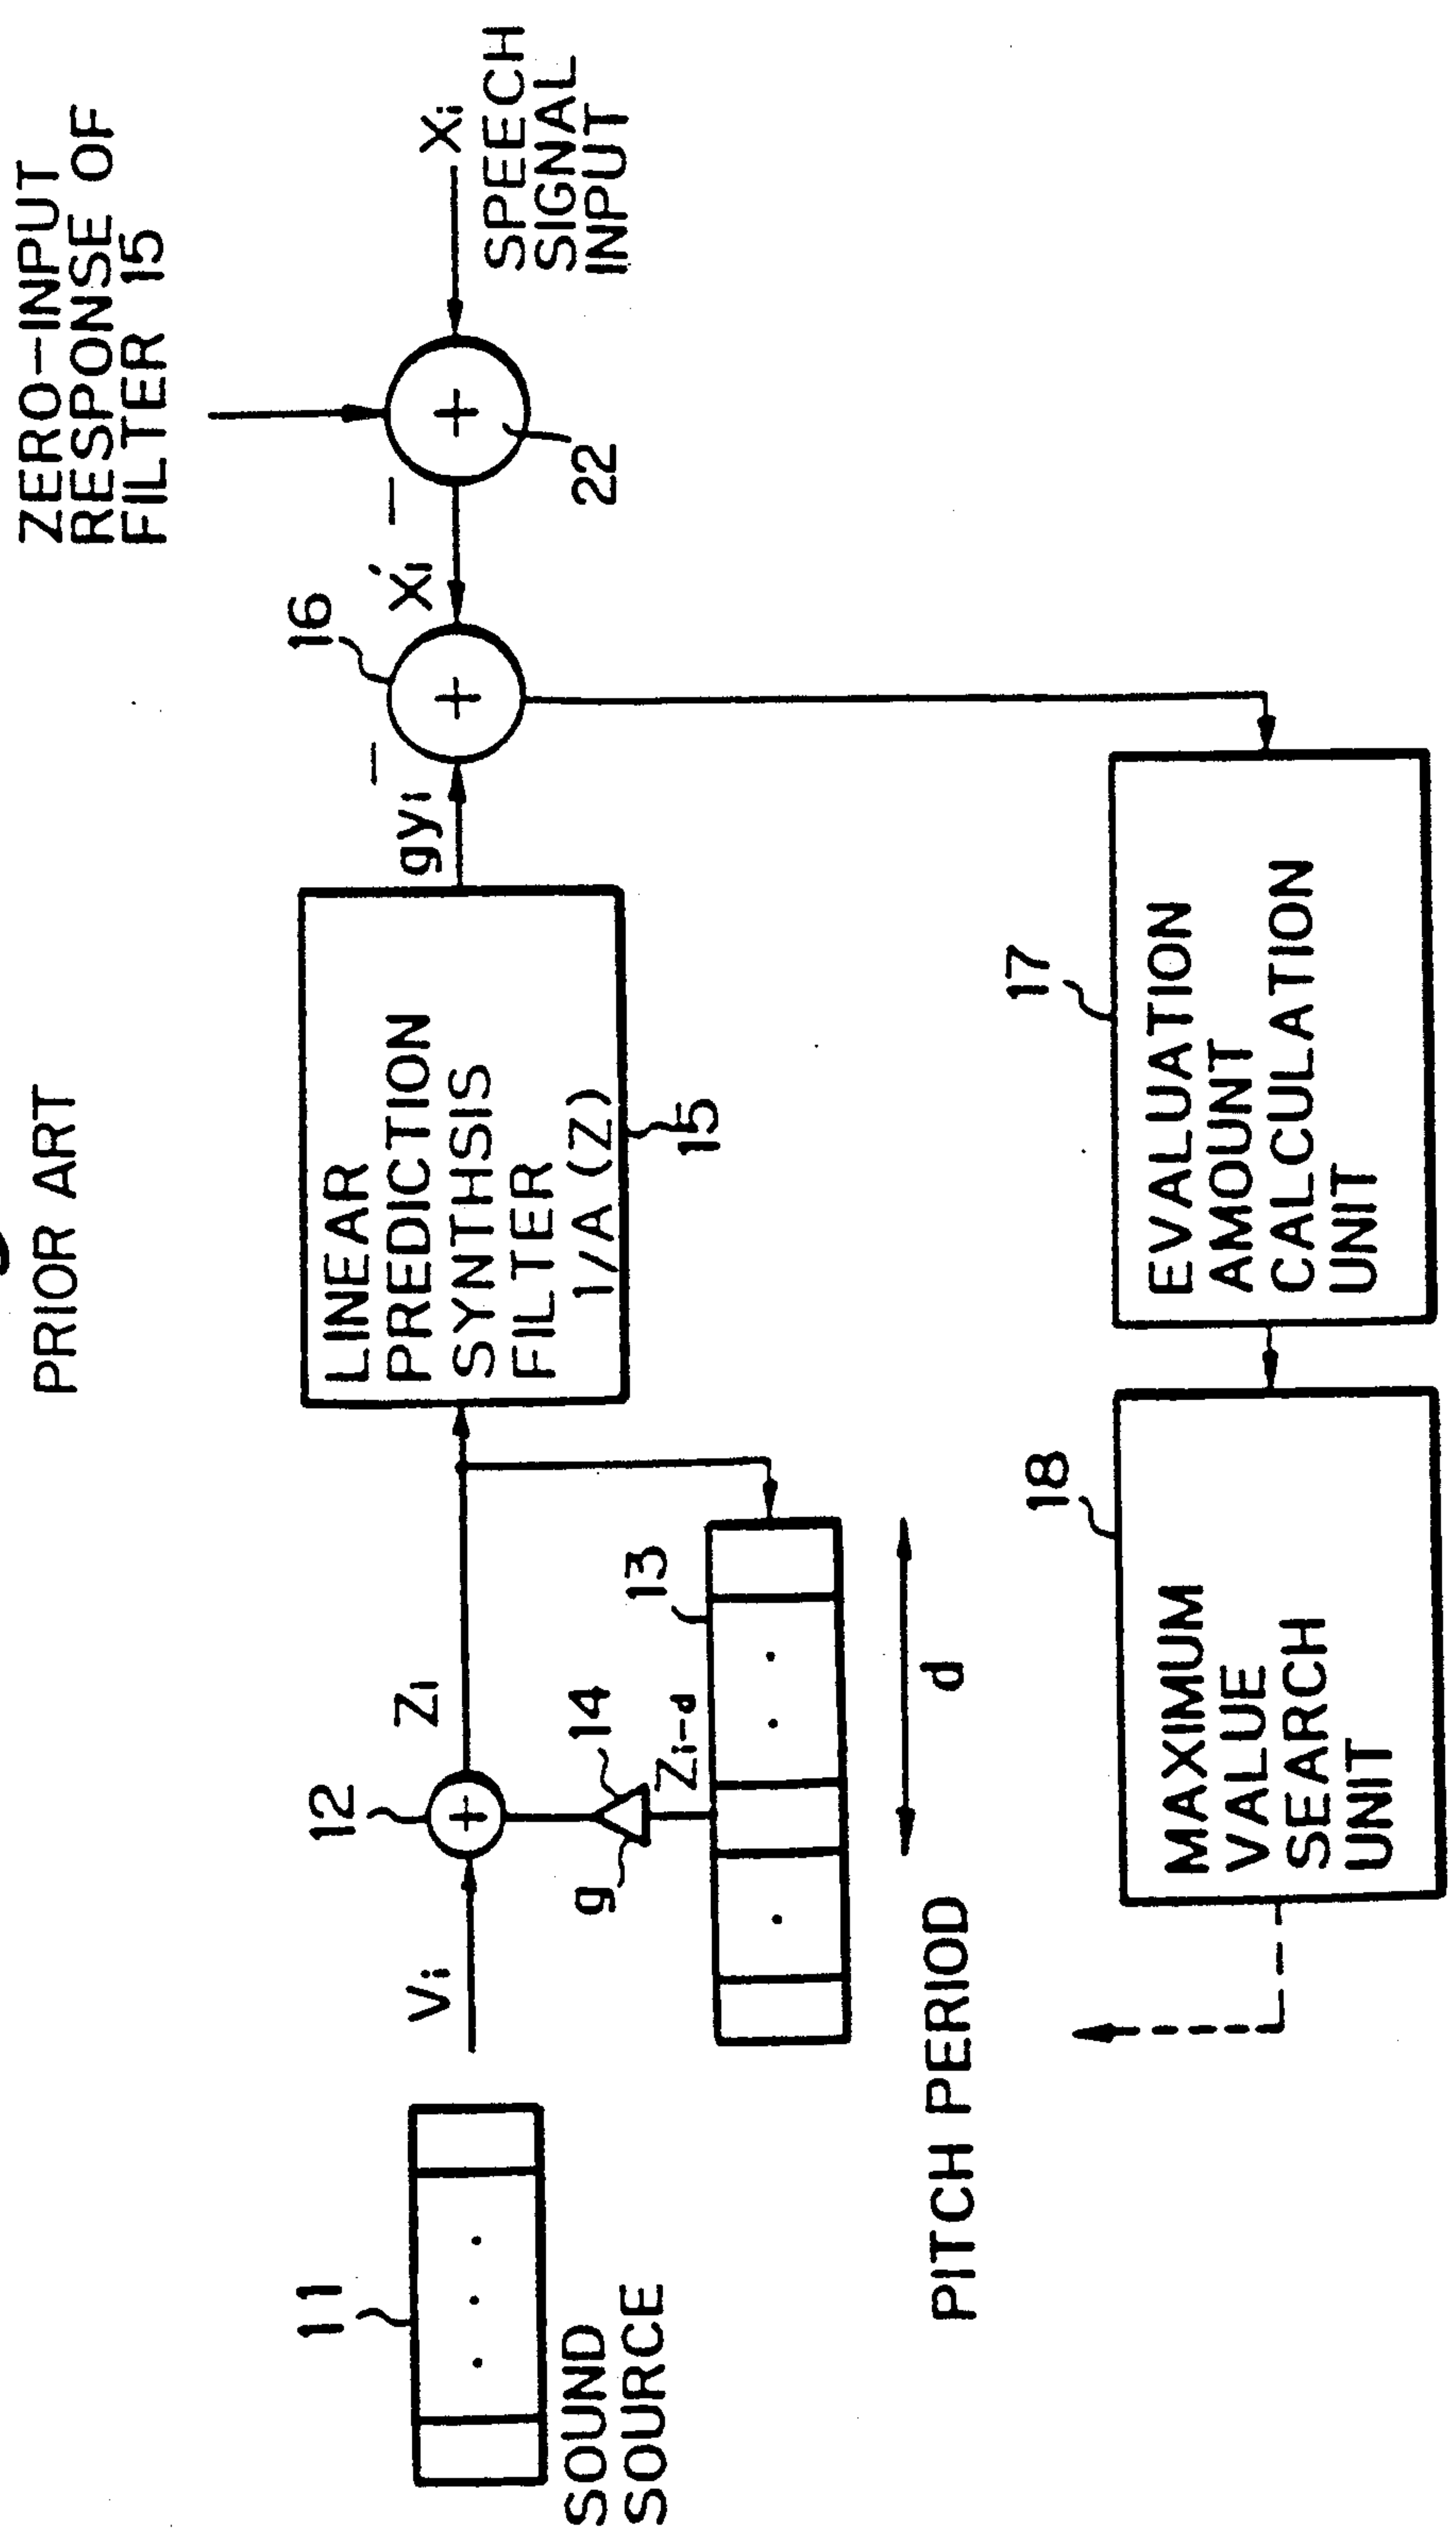 PRIOR ART
ZERO-INPUT
RESPONSE OF
FILTER 15
11
SOUND
SOURCE
Vi
12
Zi
g
14
Zi-d
13
d
PITCH PERIOD
LINEAR
PREDICTION
SYNTHSIS
FILTER
1/A (Z)
15
gyi
−
16
+
+
x'i
−
+
22
Xi
SPEECH
SIGNAL
INPUT
17
EVALUATION
AMOUNT
CALCULATION
UNIT
18
MAXIMUM
VALUE
SEARCH
UNIT